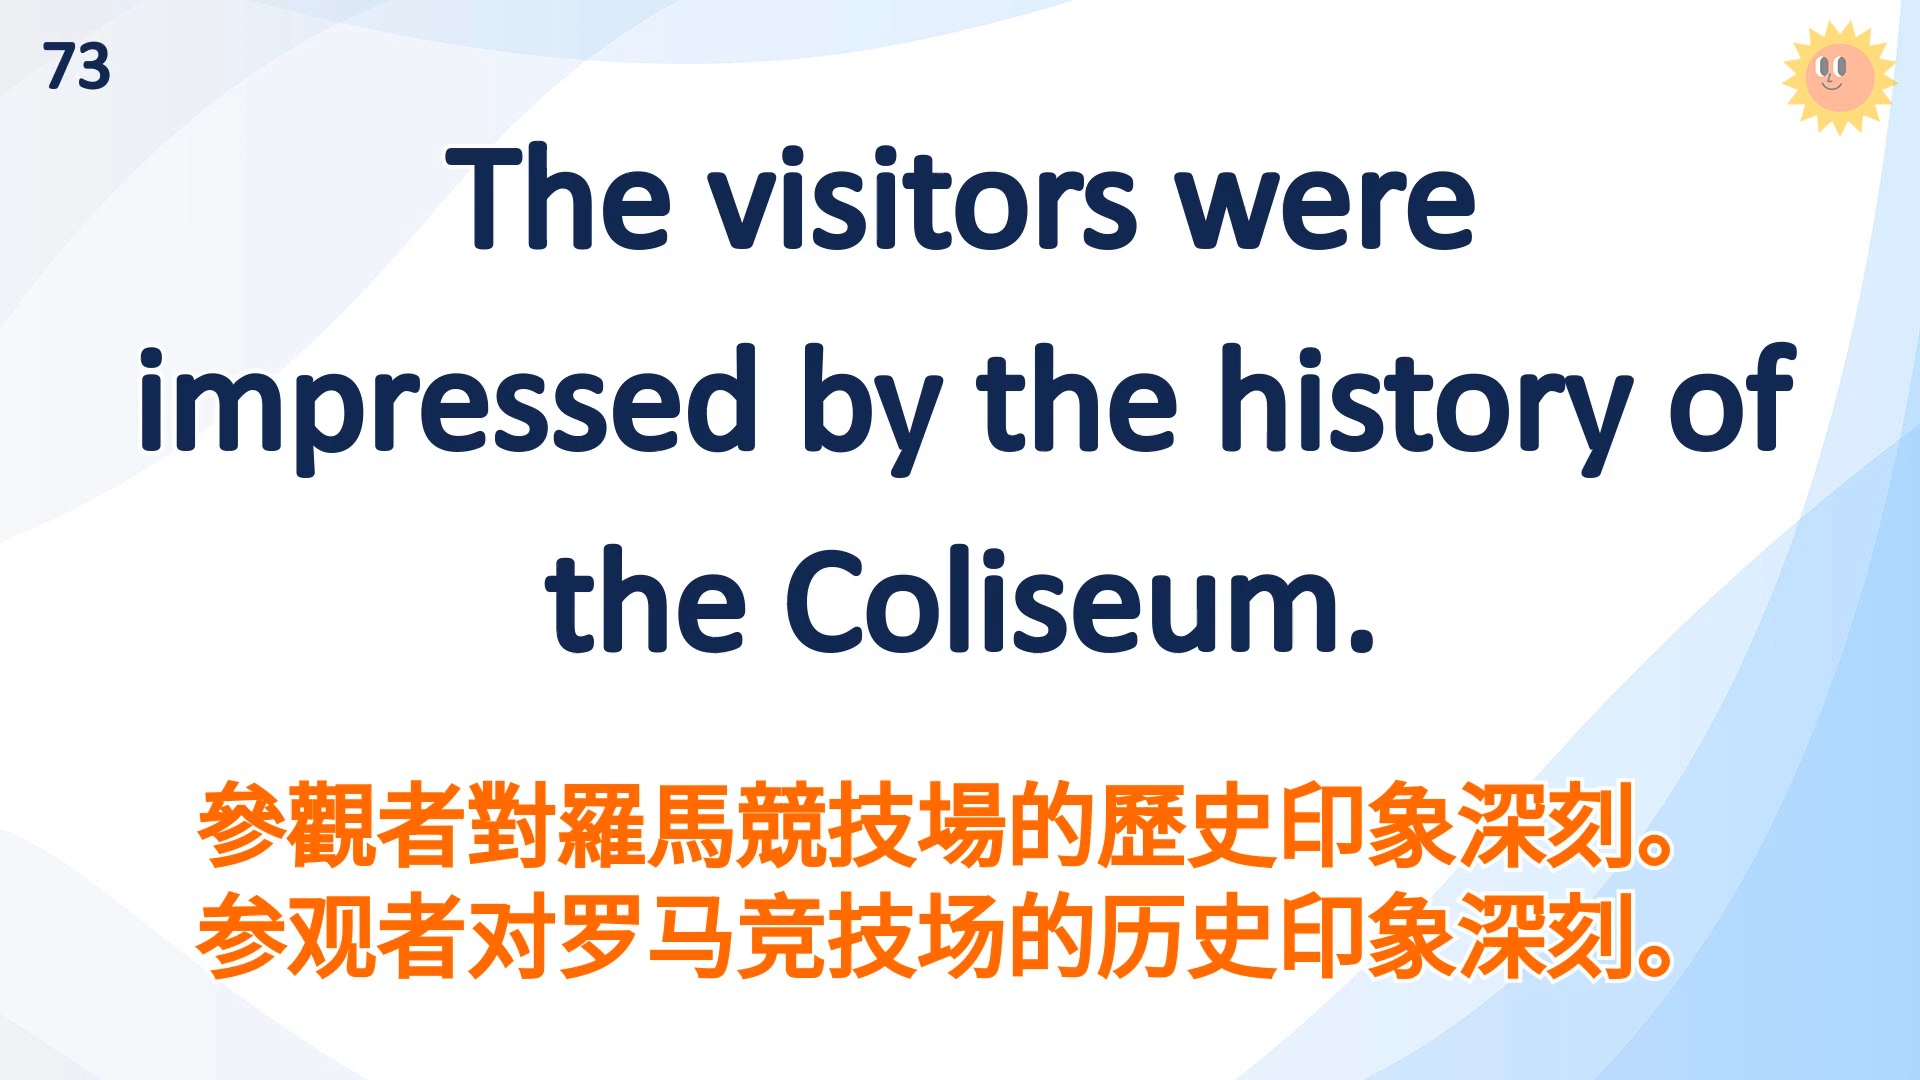 73
The visitors were
impressed by the history of
the Coliseum.
參觀者對羅馬競技場的歷史印象深刻。
参观者对罗马竞技场的历史印象深刻。